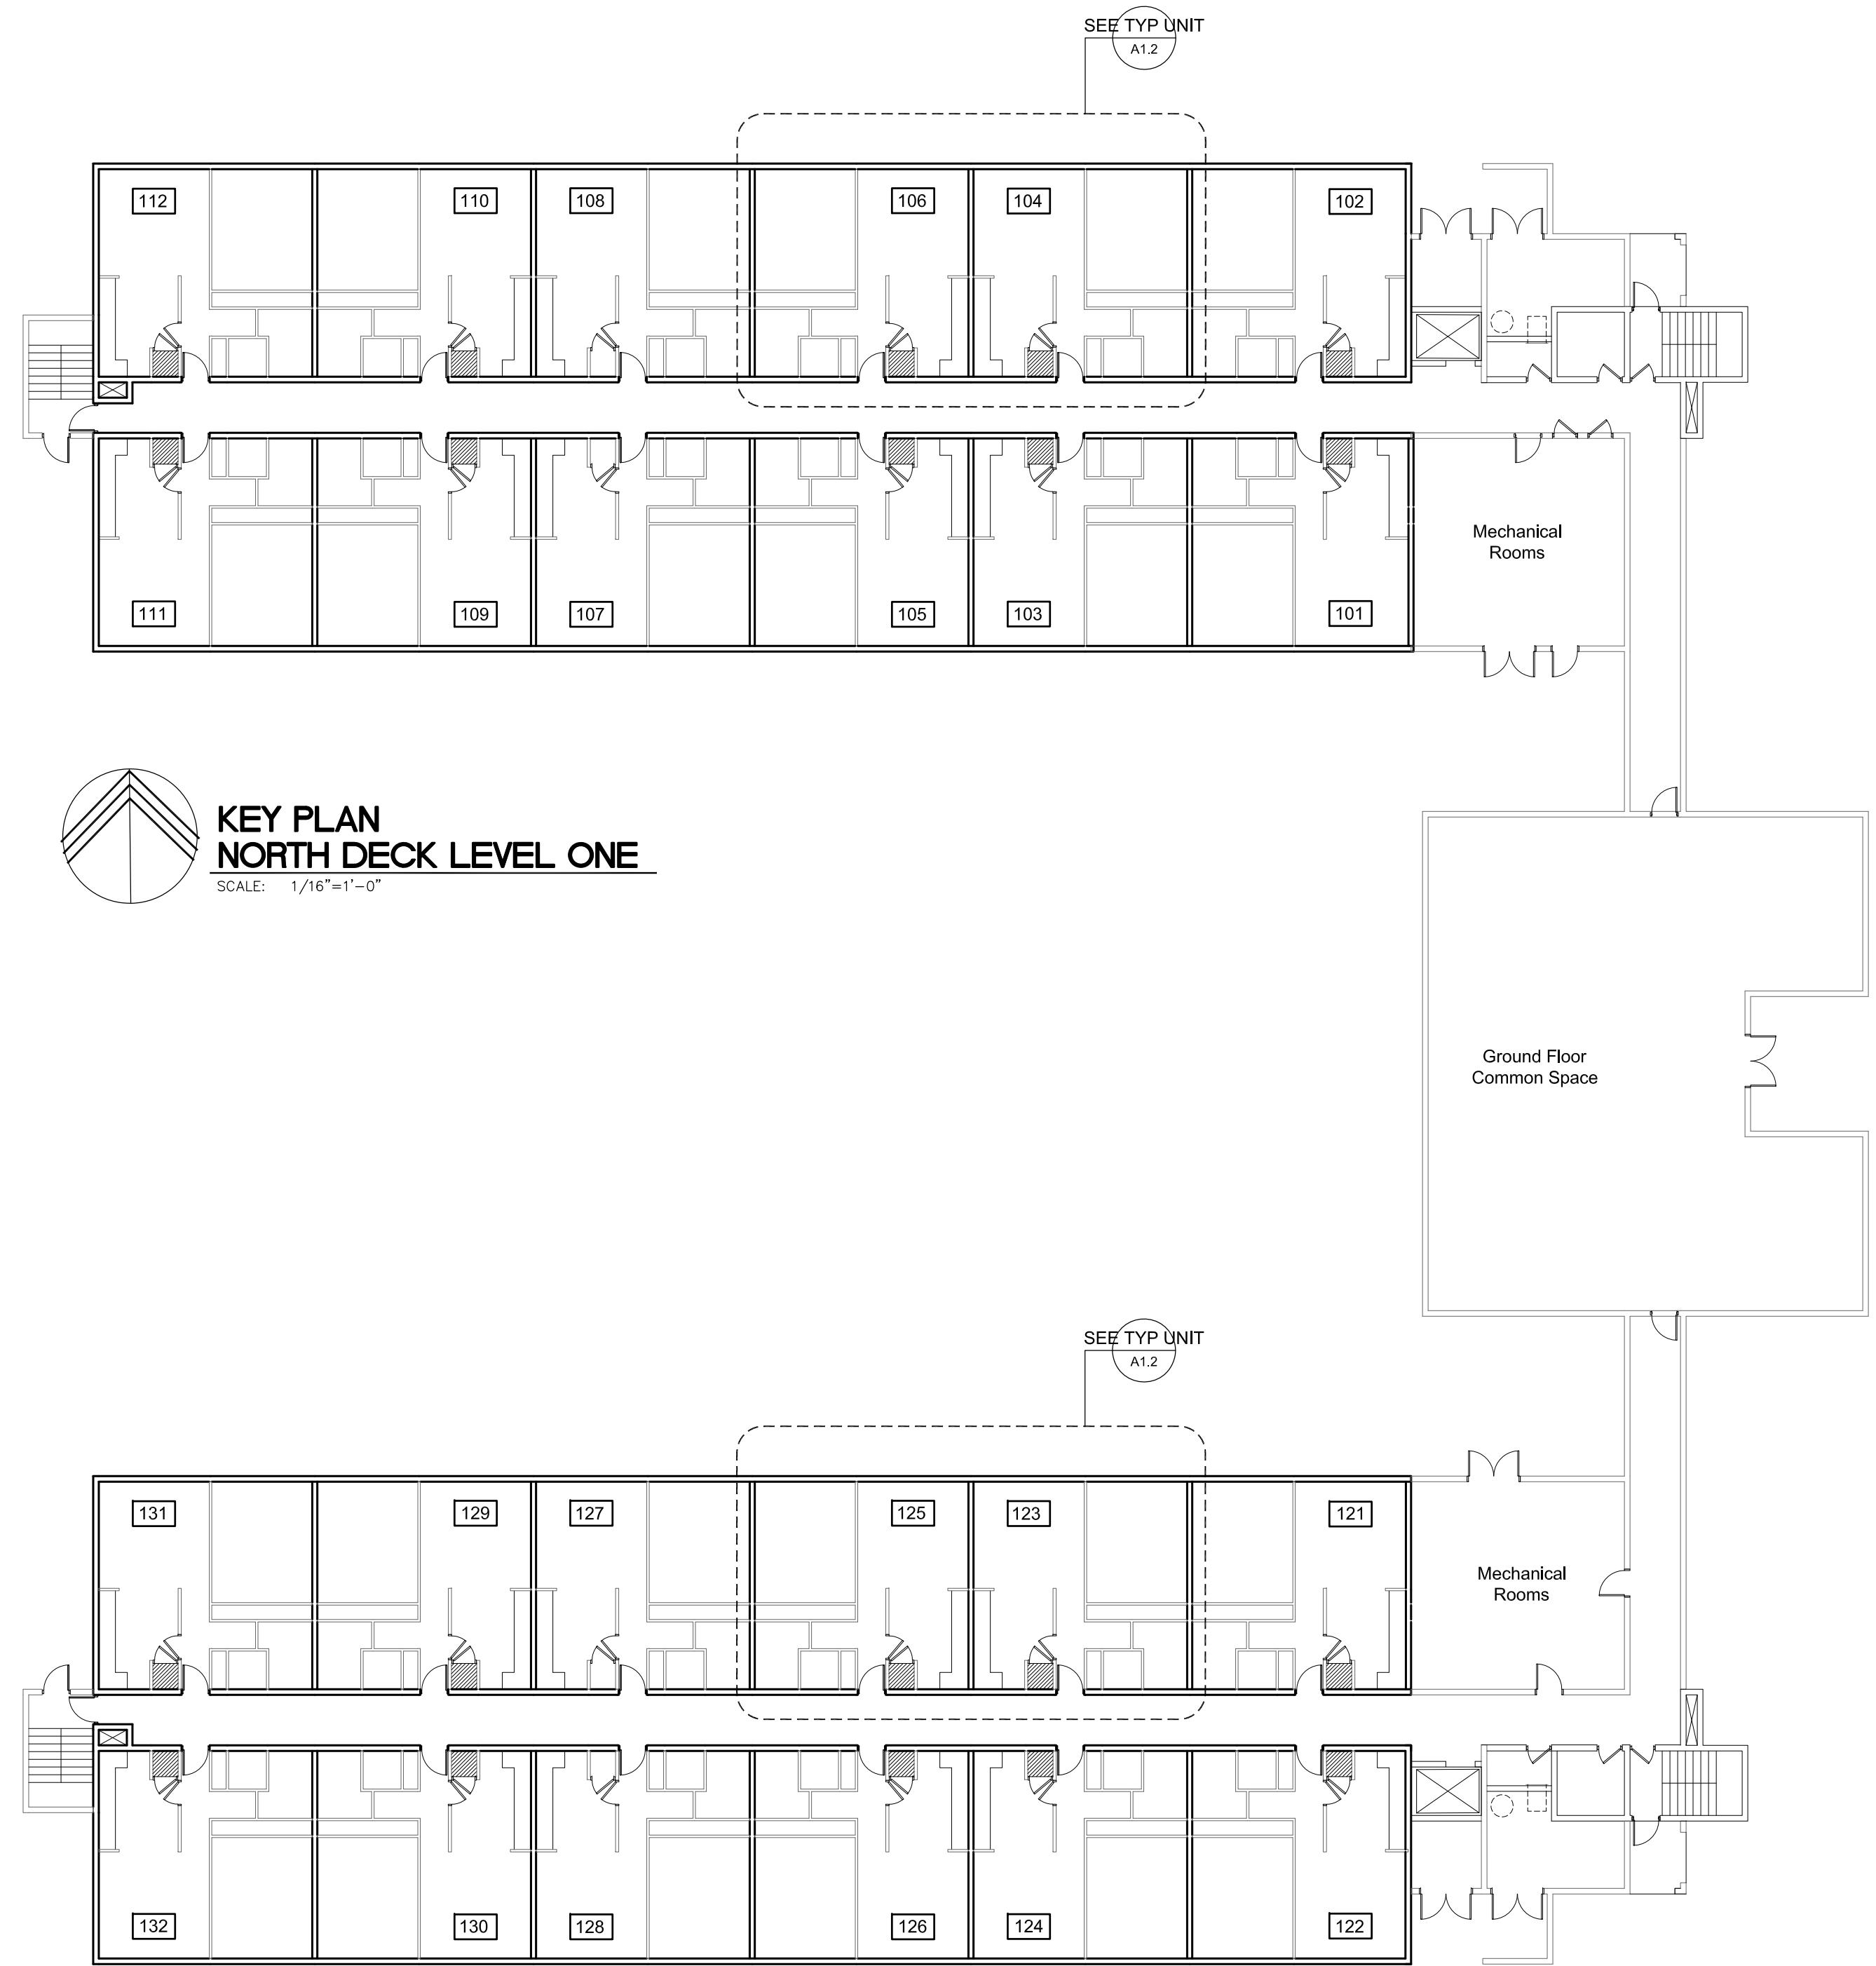 SEE TYP UNIT
A1.2
112
110
108
106
104
102
111
109
107
105
103
101
Mechanical
Rooms
KEY PLAN
NORTH DECK LEVEL ONE
SCALE: 1/16"=1'-0"
Ground Floor
Common Space
SEE TYP UNIT
A1.2
131
129
127
125
123
121
Mechanical
Rooms
132
130
128
126
124
122